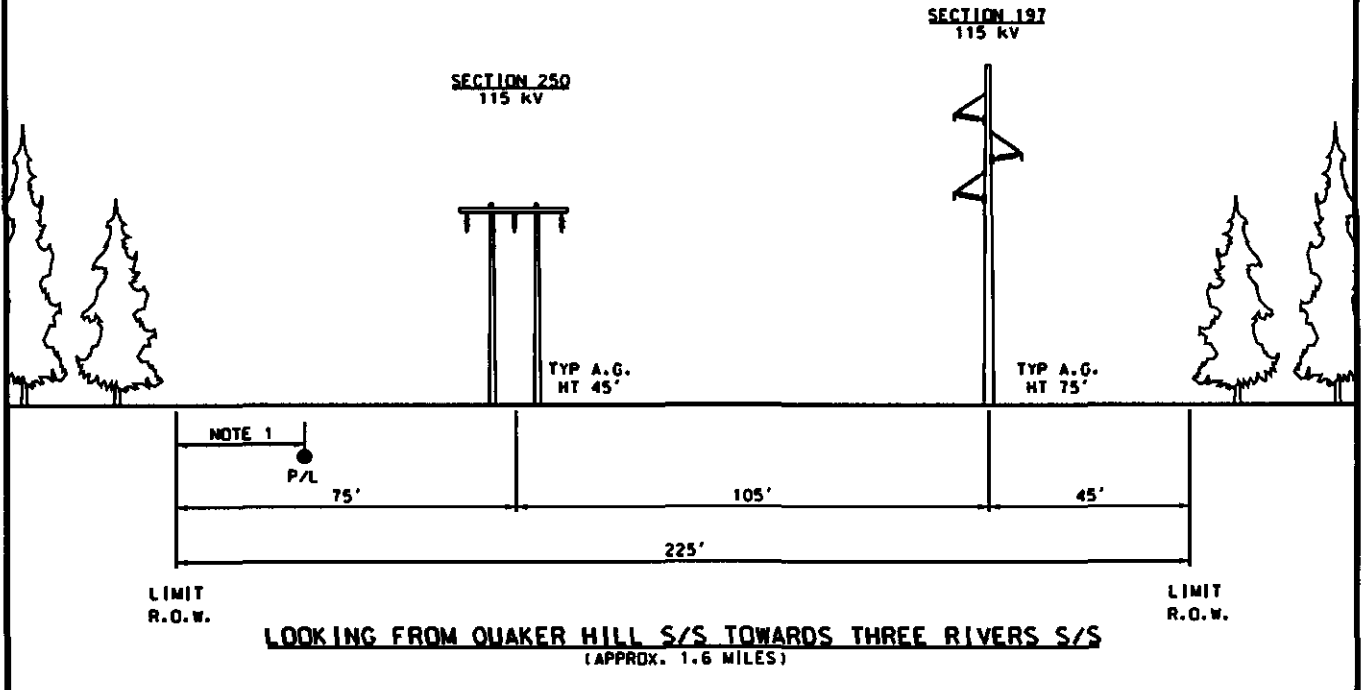 SECTION 197
115 kV
SECTION 250
115 kV
TYP A.G.
HT 45'
TYP A.G.
HT 75'
NOTE 1
P/L
75'
105'
45'
225'
LIMIT
R.O.W.
LIMIT
R.O.W.
LOOKING FROM QUAKER HILL S/S TOWARDS THREE RIVERS S/S
(APPROX. 1.6 MILES)